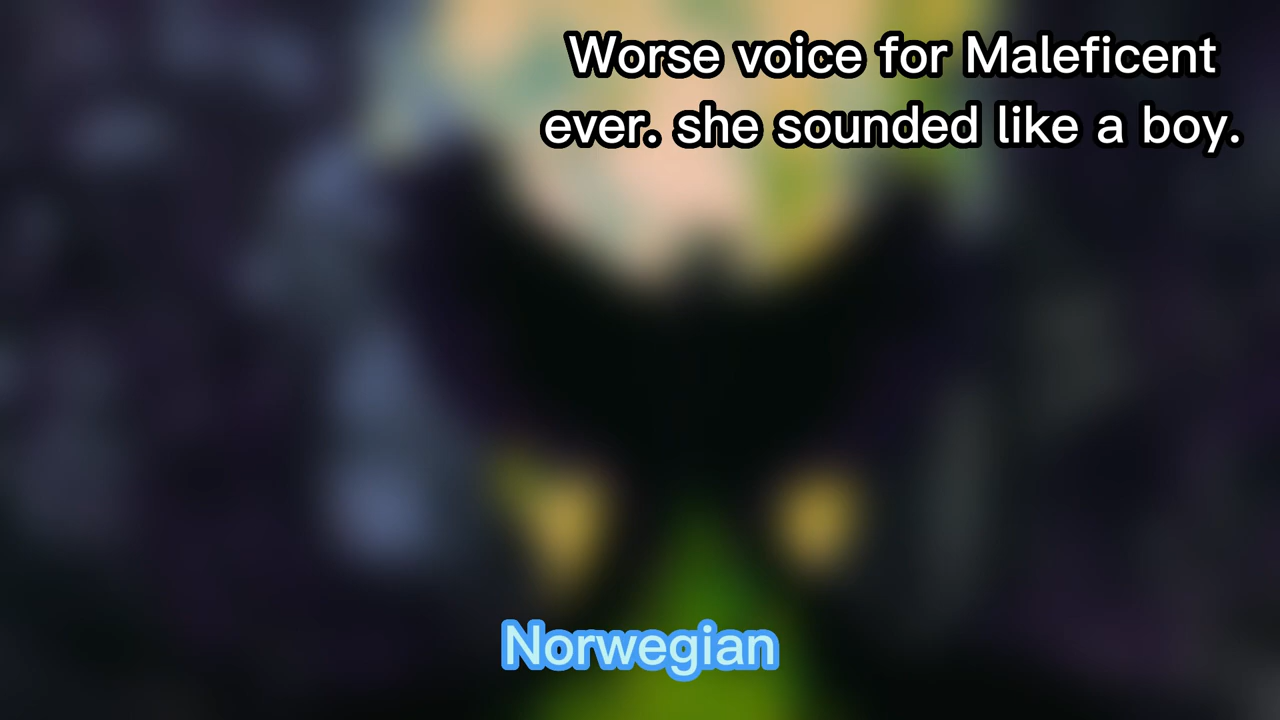 Worse voice for Maleficent
ever. she sounded like a boy.
Norwegian